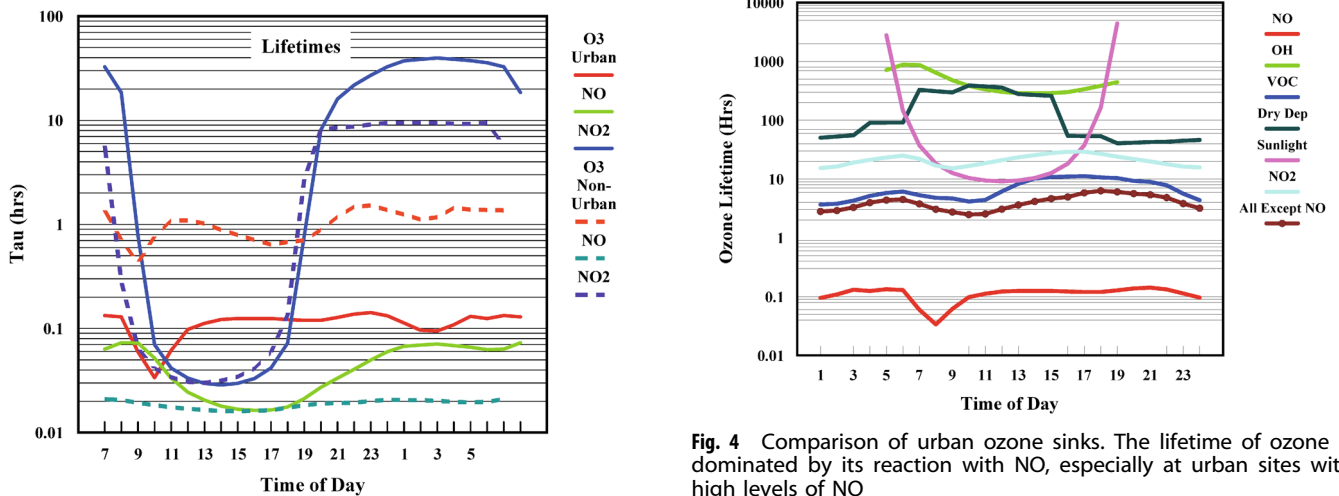 Lifetimes
Tau (hrs)
100
10
1
0.1
0.01
7 9 11 13 15 17 19 21 23 1 3 5
Time of Day
O3
Urban
NO
NO2
O3
Non-
Urban
NO
NO2
Ozone Lifetime (Hrs)
10000
1000
100
10
1
0.1
0.01
1 3 5 7 9 11 13 15 17 19 21 23
Time of Day
NO
OH
VOC
Dry Dep
Sunlight
NO2
All Except NO
Fig. 4 Comparison of urban ozone sinks. The lifetime of ozone
dominated by its reaction with NO, especially at urban sites wit
high levels of NO